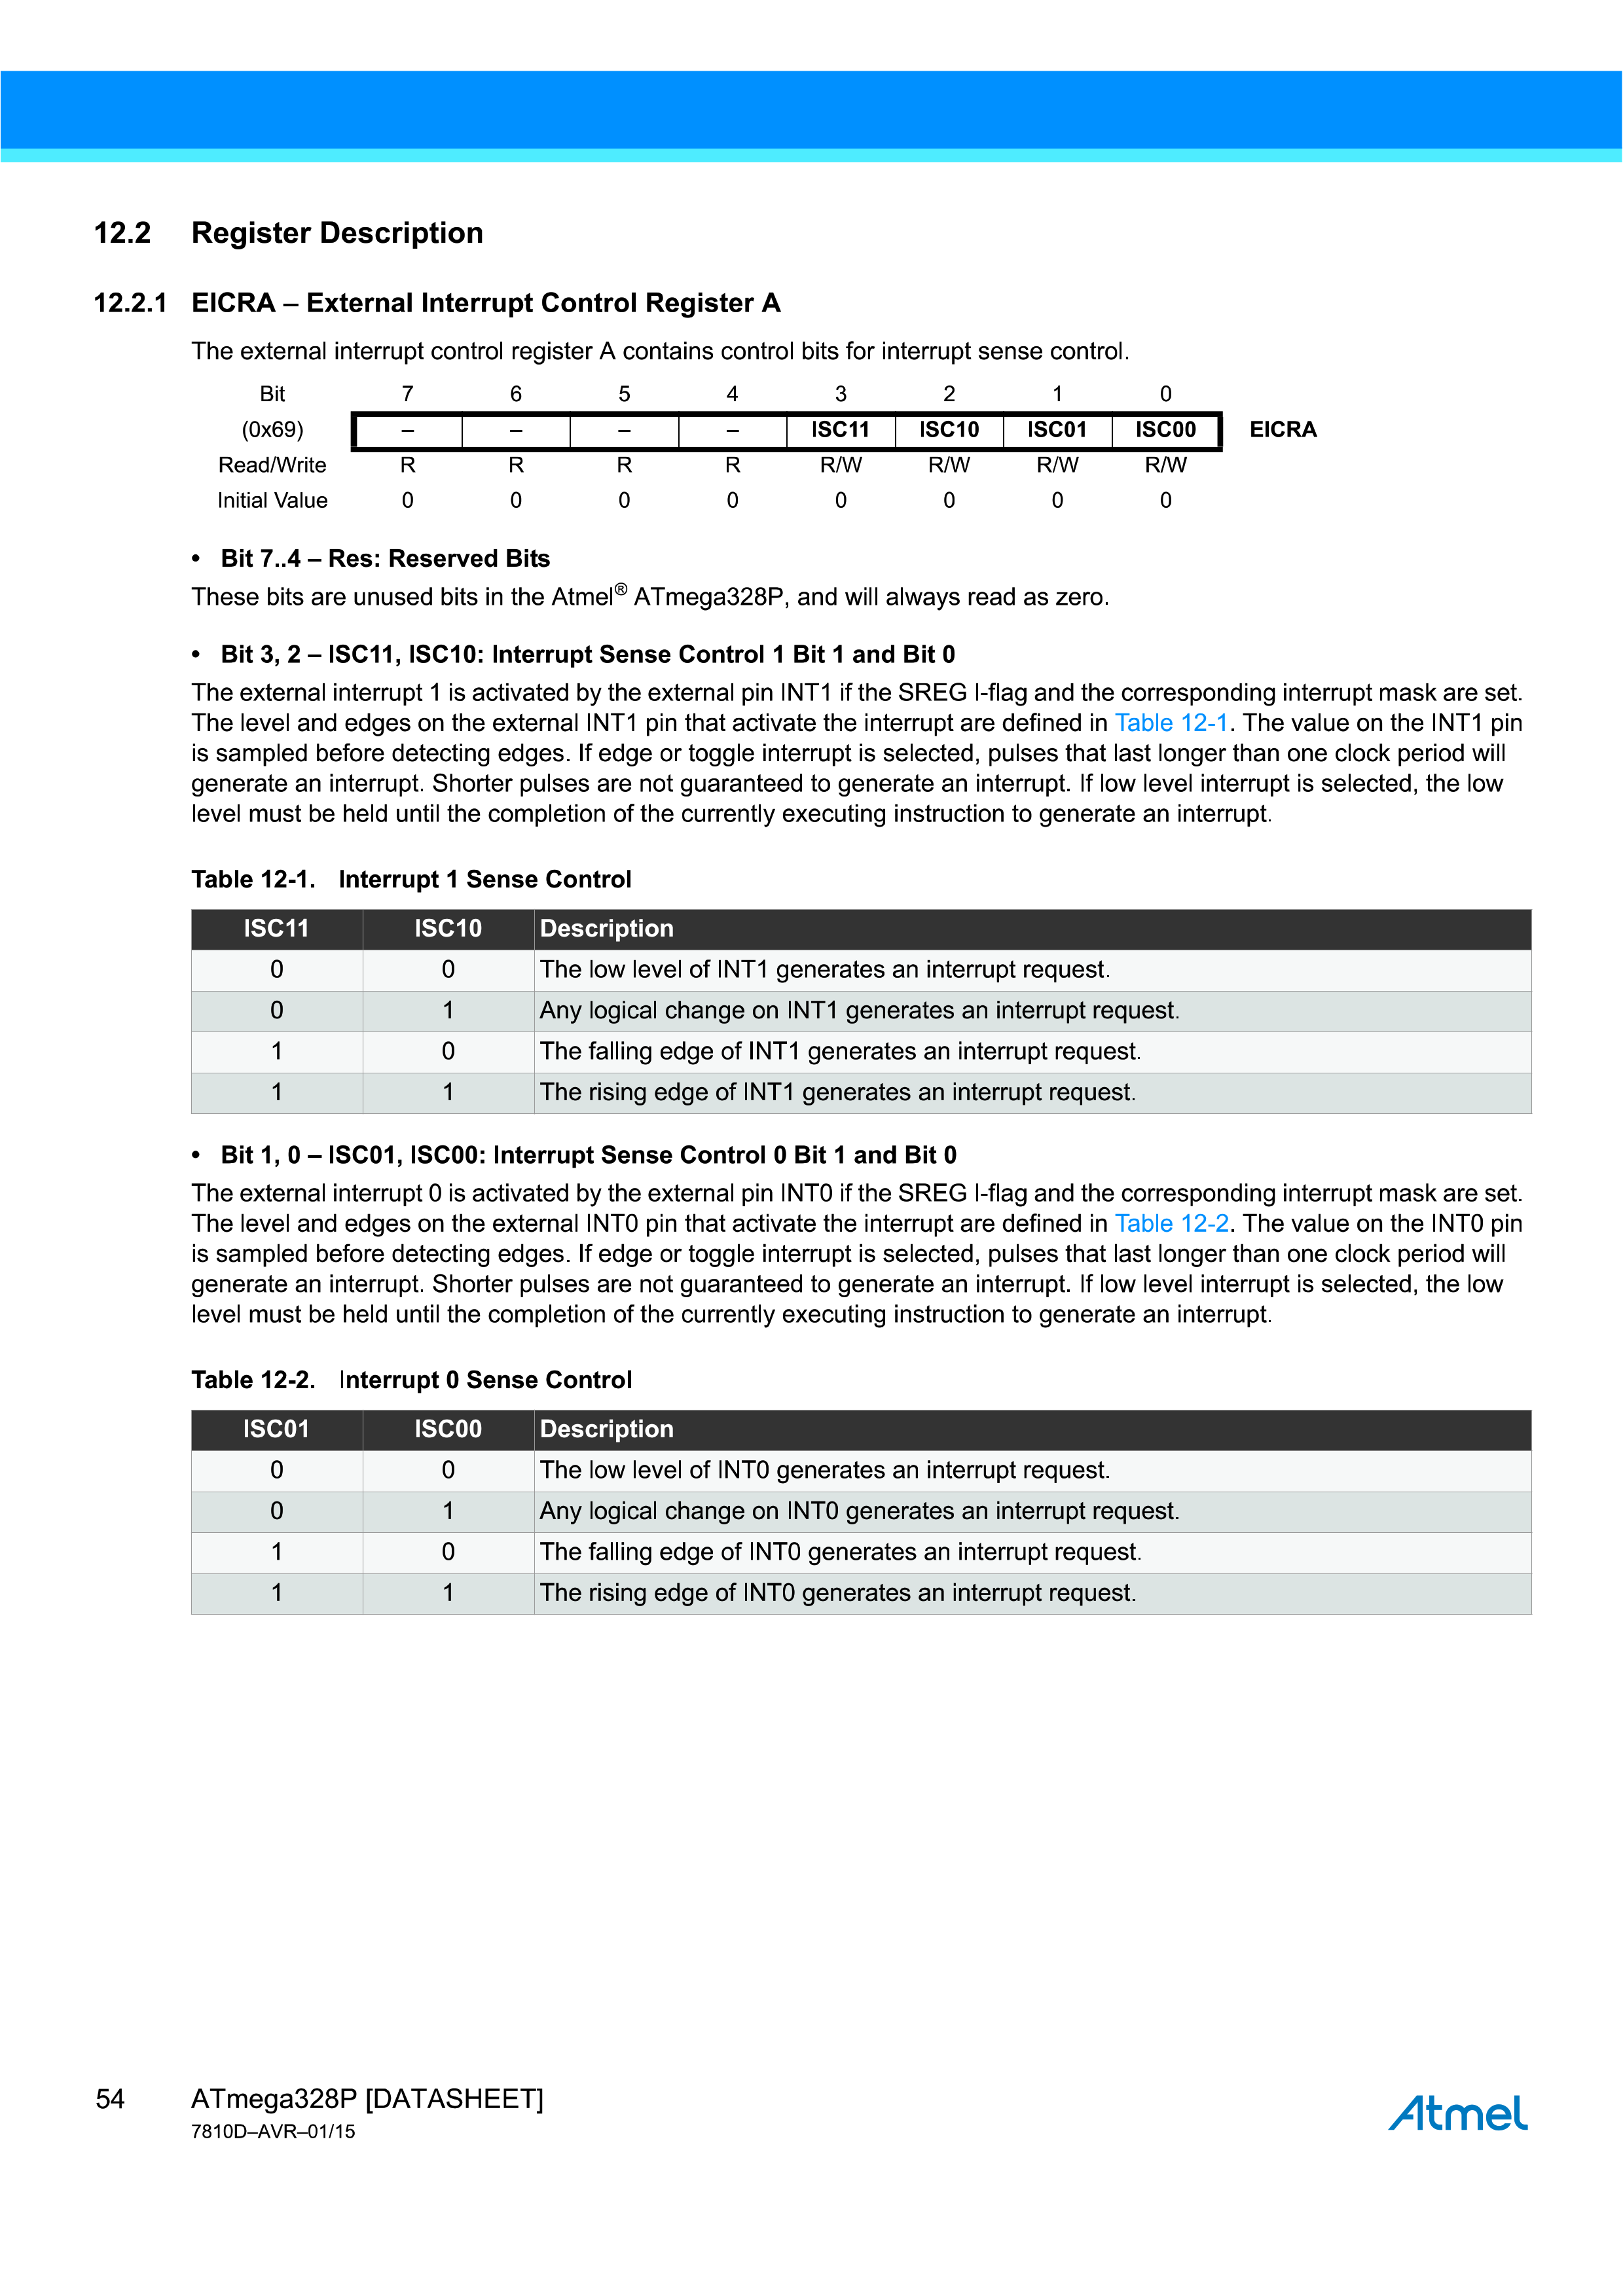 12.2 Register Description
12.2.1 EICRA – External Interrupt Control Register A
The external interrupt control register A contains control bits for interrupt sense control.
Bit 7 6 5 4 3 2 1 0
(0x69) – – – – ISC11 ISC10 ISC01 ISC00 EICRA
Read/Write R R R R R/W R/W R/W R/W
Initial Value 0 0 0 0 0 0 0 0
• Bit 7..4 – Res: Reserved Bits
These bits are unused bits in the Atmel® ATmega328P, and will always read as zero.
• Bit 3, 2 – ISC11, ISC10: Interrupt Sense Control 1 Bit 1 and Bit 0
The external interrupt 1 is activated by the external pin INT1 if the SREG I-flag and the corresponding interrupt mask are set.
The level and edges on the external INT1 pin that activate the interrupt are defined in Table 12-1. The value on the INT1 pin
is sampled before detecting edges. If edge or toggle interrupt is selected, pulses that last longer than one clock period will
generate an interrupt. Shorter pulses are not guaranteed to generate an interrupt. If low level interrupt is selected, the low
level must be held until the completion of the currently executing instruction to generate an interrupt.
Table 12-1. Interrupt 1 Sense Control
ISC11 ISC10 Description
0 0 The low level of INT1 generates an interrupt request.
0 1 Any logical change on INT1 generates an interrupt request.
1 0 The falling edge of INT1 generates an interrupt request.
1 1 The rising edge of INT1 generates an interrupt request.
• Bit 1, 0 – ISC01, ISC00: Interrupt Sense Control 0 Bit 1 and Bit 0
The external interrupt 0 is activated by the external pin INT0 if the SREG I-flag and the corresponding interrupt mask are set.
The level and edges on the external INT0 pin that activate the interrupt are defined in Table 12-2. The value on the INT0 pin
is sampled before detecting edges. If edge or toggle interrupt is selected, pulses that last longer than one clock period will
generate an interrupt. Shorter pulses are not guaranteed to generate an interrupt. If low level interrupt is selected, the low
level must be held until the completion of the currently executing instruction to generate an interrupt.
Table 12-2. Interrupt 0 Sense Control
ISC01 ISC00 Description
0 0 The low level of INT0 generates an interrupt request.
0 1 Any logical change on INT0 generates an interrupt request.
1 0 The falling edge of INT0 generates an interrupt request.
1 1 The rising edge of INT0 generates an interrupt request.
54 ATmega328P [DATASHEET]
7810D–AVR–01/15
Atmel